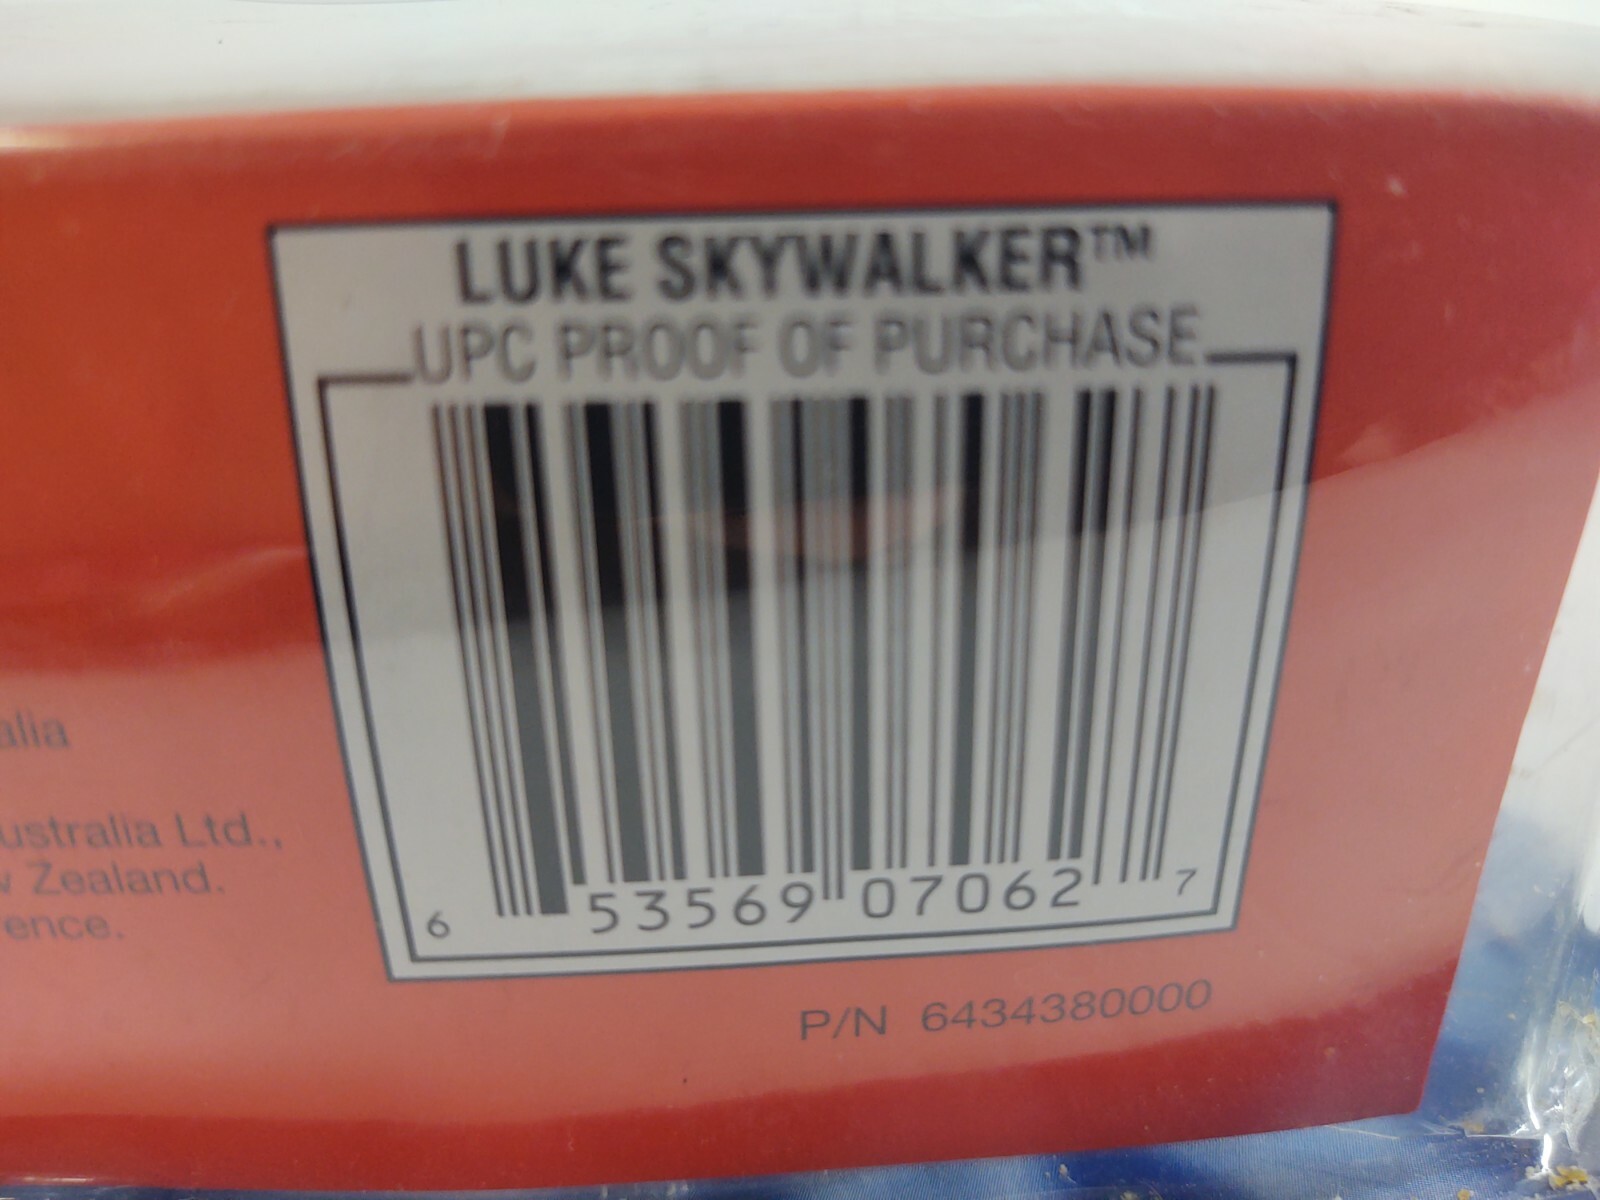 LUKE SKYWALKER™
UPC PROOF OF PURCHASE
6 53569 07062 7
P/N 6434380000
alia
ustralia Ltd.,
w Zealand.
ence.